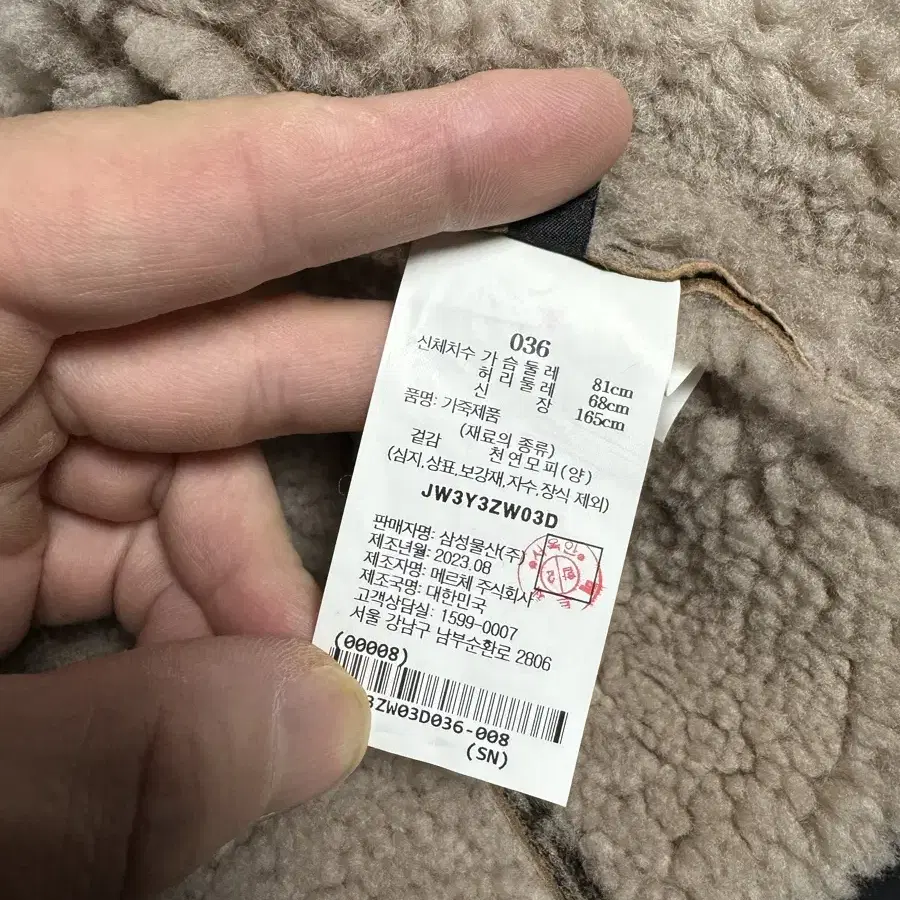 036
신체치수 가슴둘레 81cm
허리둘레 68cm
신 장 165cm
품명: 가죽제품
(재료의 종류)
겉감 천연모피(양)
(심지,상표,보강재,자수,장식 제외)
JW3Y3ZW03D
판매자명: 삼성물산(주)
제조년월: 2023.08
제조자명: 메르체 주식회사
제조국명: 대한민국
고객상담실: 1599-0007
서울 강남구 남부순환로 2806
(00008)
3ZW03D036-008
(SN)